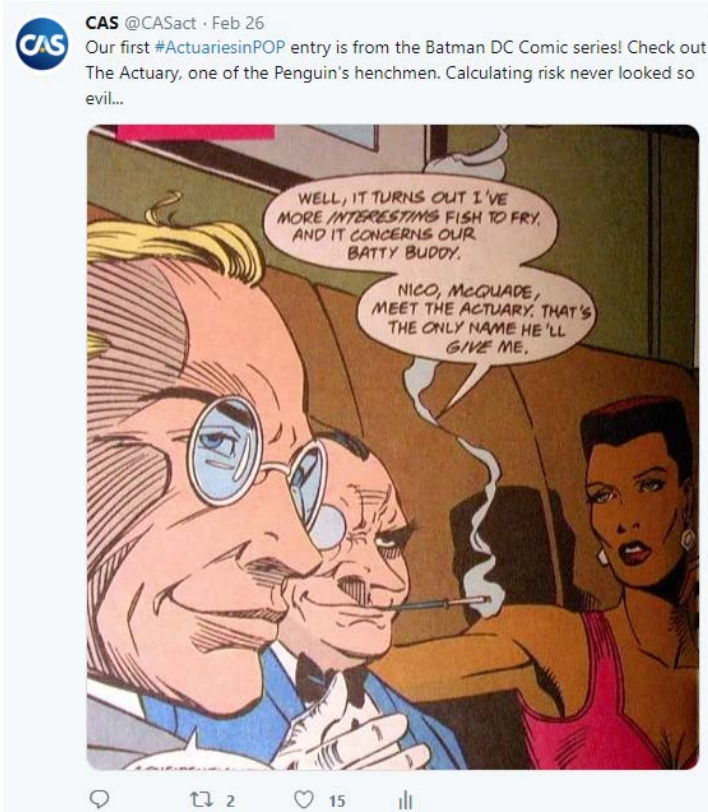 CAS
CAS @CASact · Feb 26
Our first #ActuariesinPOP entry is from the Batman DC Comic series! Check out
The Actuary, one of the Penguin's henchmen. Calculating risk never looked so
evil...
WELL, IT TURNS OUT I'VE
MORE INTERESTING FISH TO FRY.
AND IT CONCERNS OUR
BATTY BUDDY.
NICO, McQUADE,
MEET THE ACTUARY. THAT'S
THE ONLY NAME HE'LL
GIVE ME.
2
15